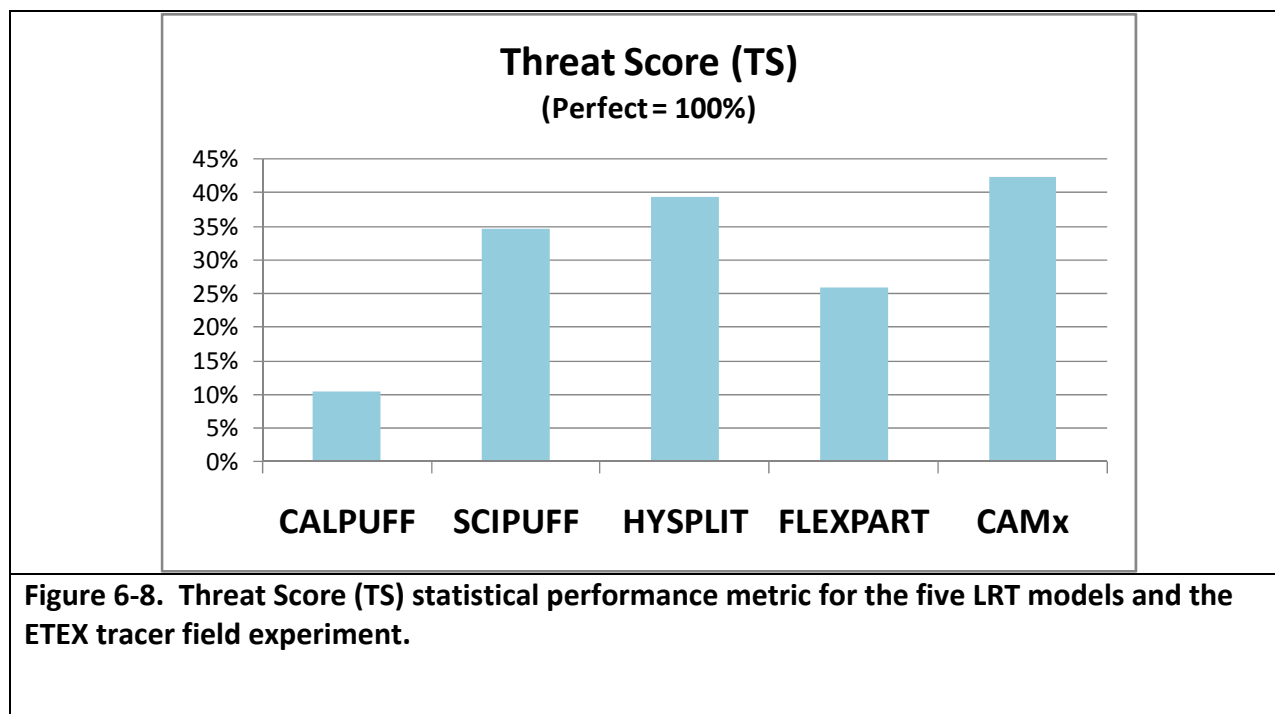 Threat Score (TS)
(Perfect = 100%)
45%
40%
35%
30%
25%
20%
15%
10%
5%
0%
CALPUFF SCIPUFF HYSPLIT FLEXPART CAMx
Figure 6-8. Threat Score (TS) statistical performance metric for the five LRT models and the
ETEX tracer field experiment.